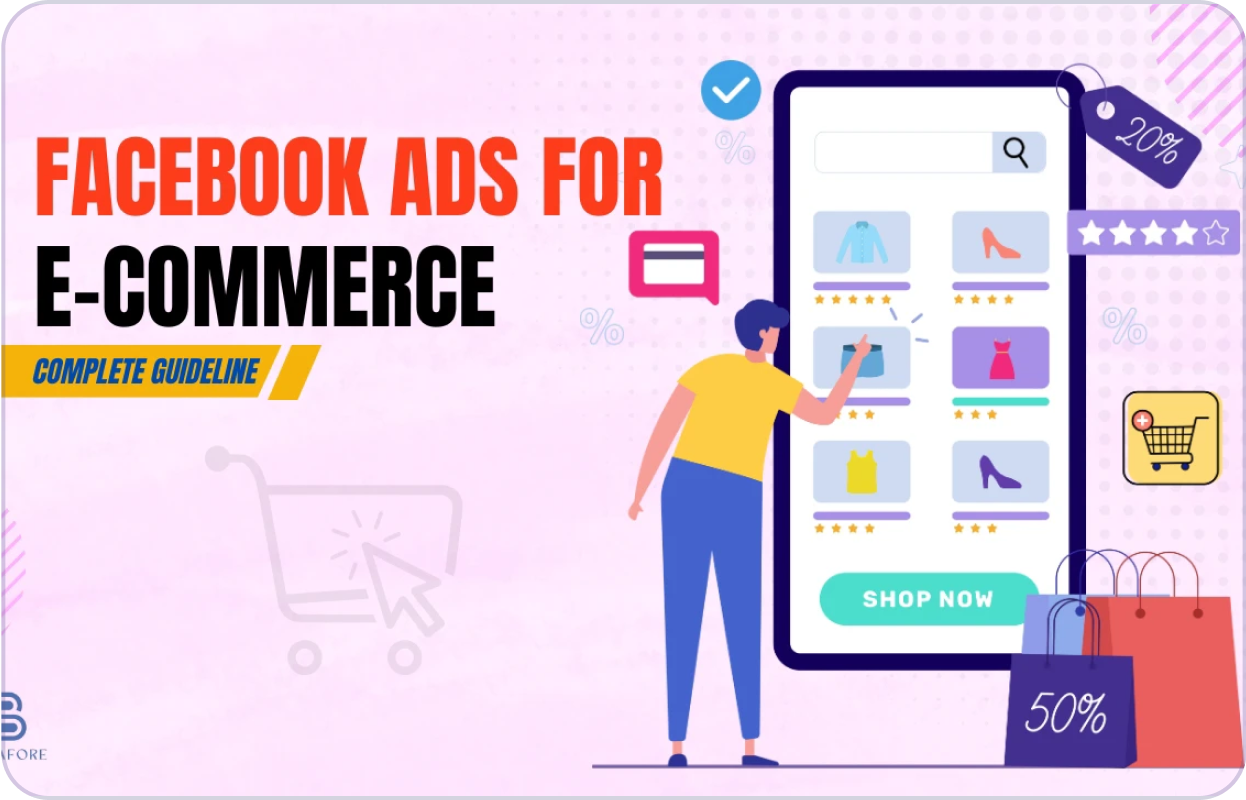 FACEBOOK ADS FOR
E-COMMERCE
COMPLETE GUIDELINE
%
20%
%
%
SHOP NOW
50%
AFORE